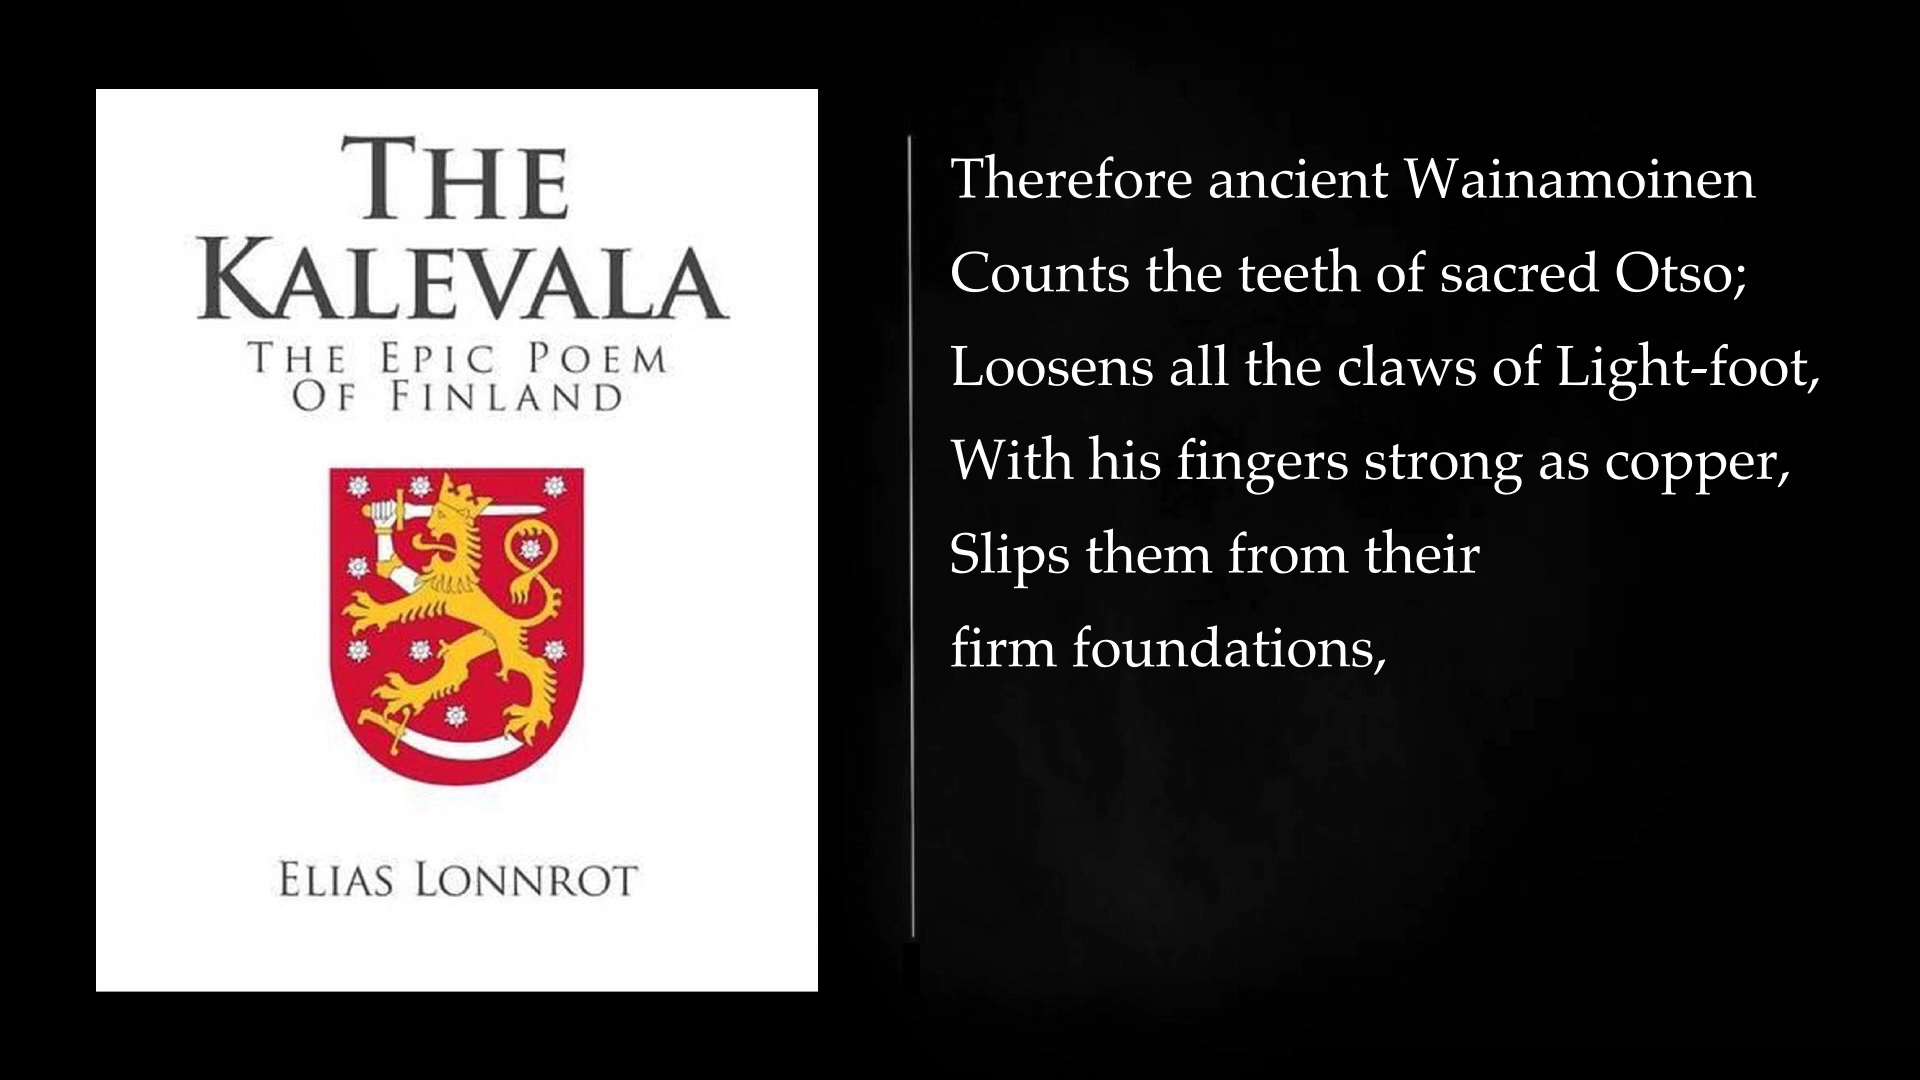 THE
KALEVALA
THE EPIC POEM
OF FINLAND
ELIAS LONNROT
Therefore ancient Wainamoinen
Counts the teeth of sacred Otso;
Loosens all the claws of Light-foot,
With his fingers strong as copper,
Slips them from their
firm foundations,